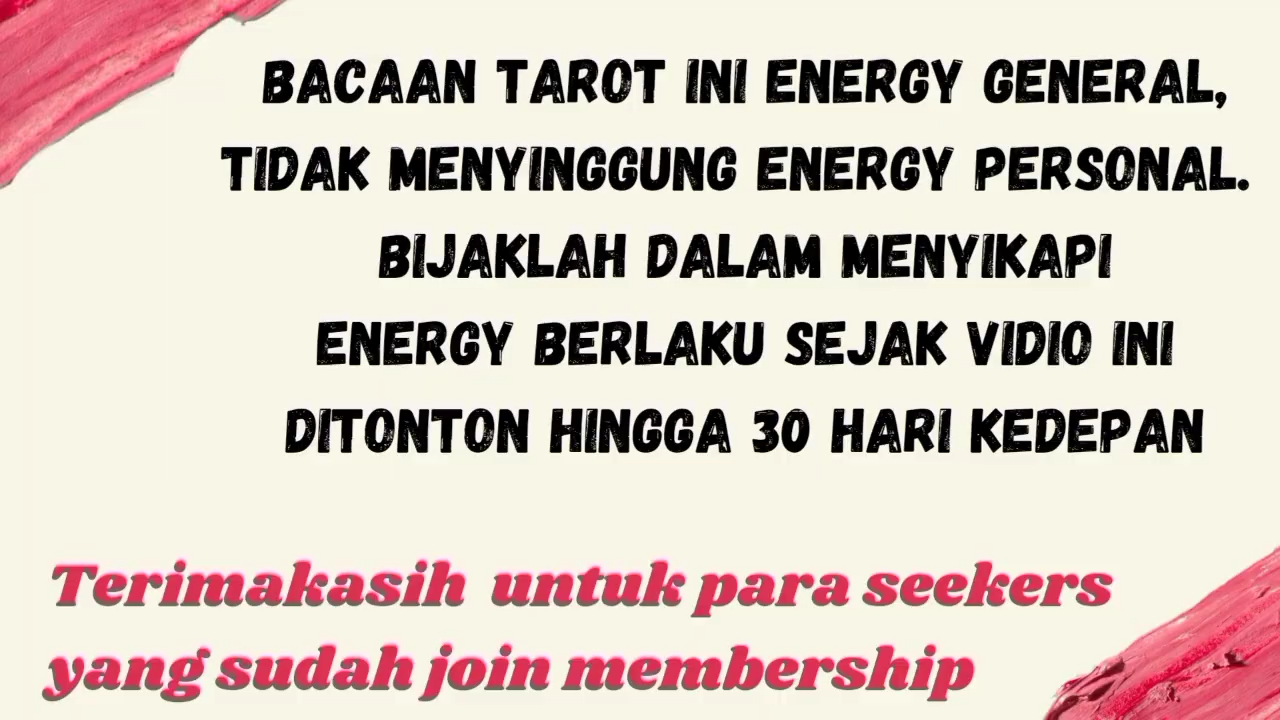 BACAAN TAROT INI ENERGY GENERAL,
TIDAK MENYINGGUNG ENERGY PERSONAL.
BIJAKLAH DALAM MENYIKAPI
ENERGY BERLAKU SEJAK VIDIO INI
DITONTON HINGGA 30 HARI KEDEPAN
Terimakasih untuk para seekers
yang sudah join membership